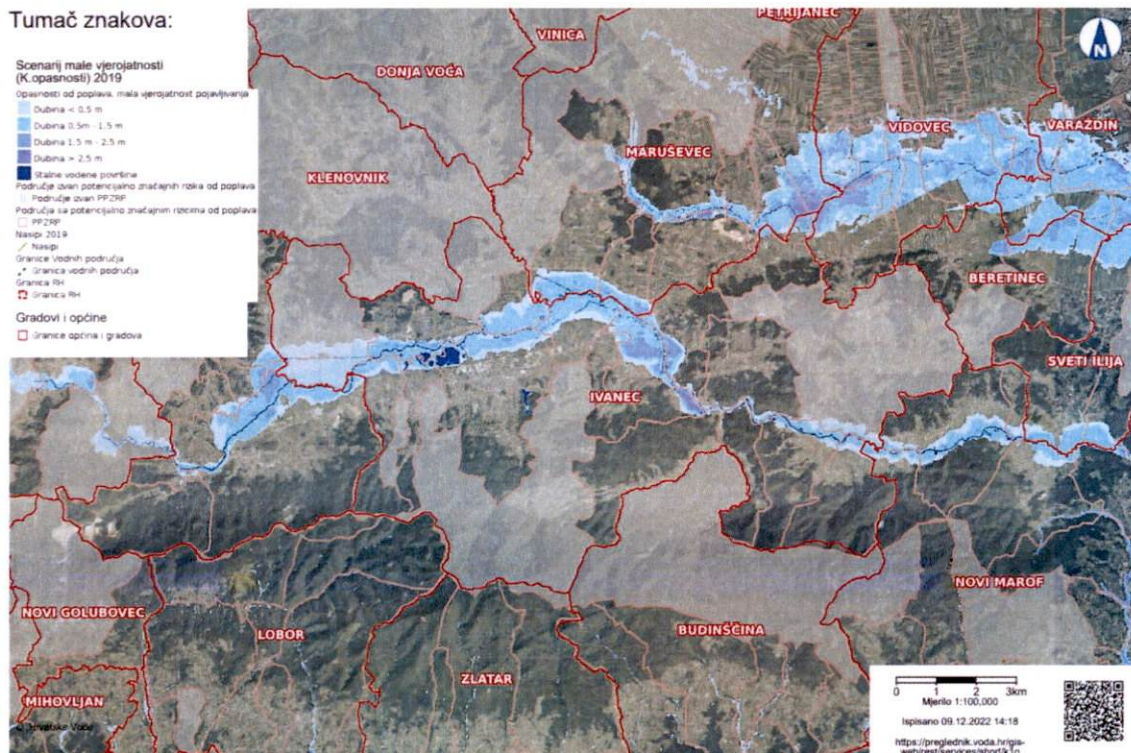 Tumač znakova:
Scenarij male vjerojatnosti
(K.opasnosti) 2019
Opasnosti od poplava, mala vjerojatnost pojavljivanja
Dubina < 0.5 m
Dubina 0.5m - 1.5 m
Dubina 1.5 m - 2.5 m
Dubina > 2.5 m
Stalne vodene površine
Područje izvan potencijalno značajnih rizika od poplava
Područje izvan PPZRP
Područja sa potencijalno značajnim rizicima od poplava
PPZRP
Nasipi 2019
Nasipi
Granice Vodnih područja
Granica vodnih područja
Granica RH
Granica RH
Gradovi i općine
Granice općina i gradova
PETRIJANEC
VINICA
N
DONJA VOĆA
VIDOVEC
VARAŽDIN
MARUŠEVEC
KLENOVNIK
BERETINEC
SVETI ILIJA
IVANEC
NOVI MAROF
NOVI GOLUBOVEC
LOBOR
BUDINŠĆINA
ZLATAR
MIHOVLJAN
© Hrvatske Vode
0 1 2 3km
Mjerilo 1:100,000
Ispisano 09.12.2022 14:18
https://preglednik.voda.hr/gis-